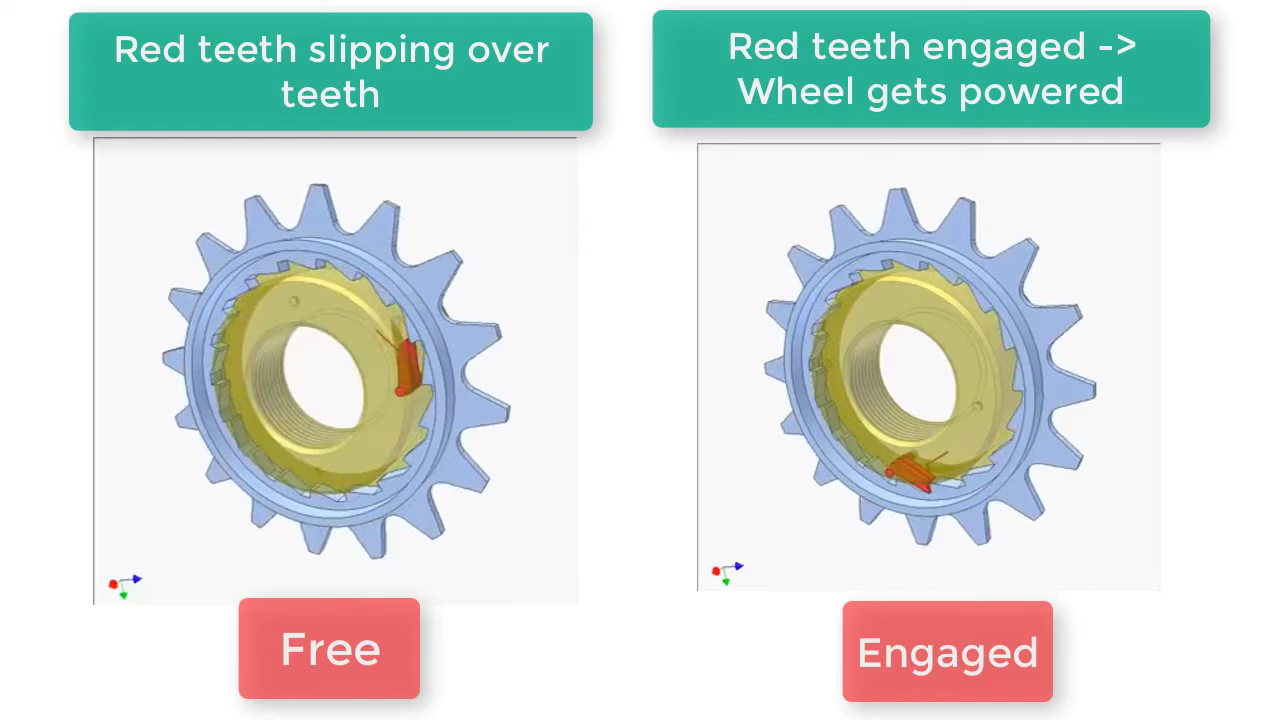 Red teeth slipping over
teeth
Red teeth engaged ->
Wheel gets powered
Free
Engaged